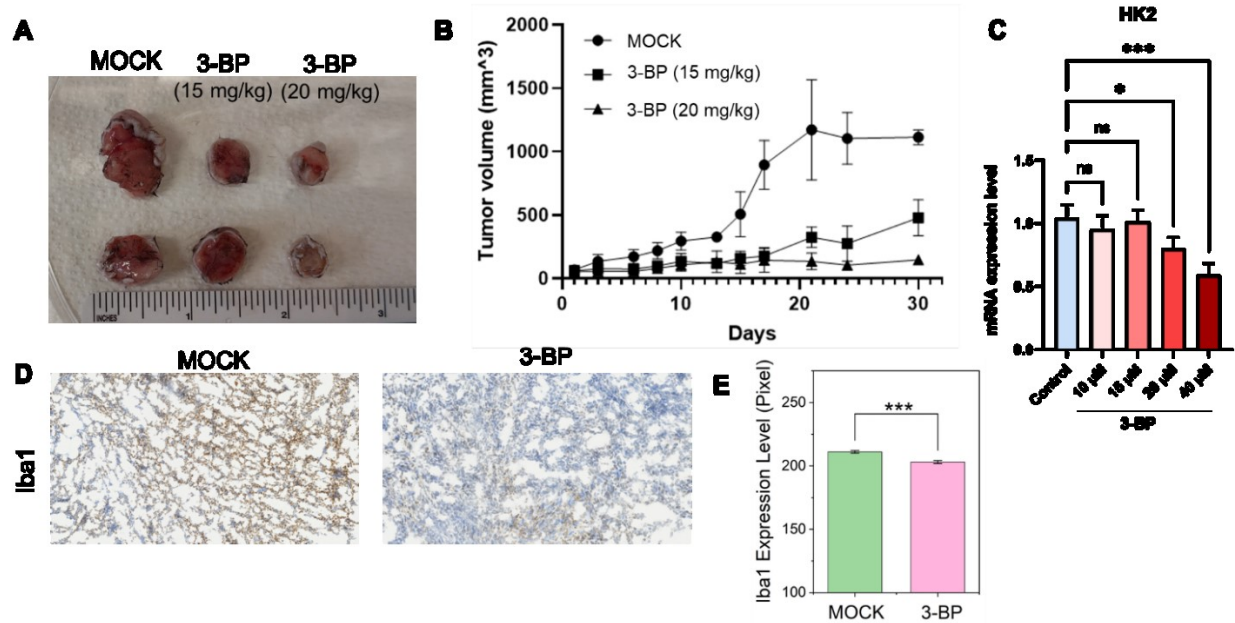 A
MOCK
3-BP
3-BP
(15 mg/kg)
(20 mg/kg)
INCHES
1
2
3
B
Tumor volume (mm^3)
2000
1500
1000
500
0
MOCK
3-BP (15 mg/kg)
3-BP (20 mg/kg)
0
10
20
30
Days
C
HK2
***
*
ns
ns
mRNA expression level
1.5
1.0
0.5
0.0
Control
10 µM
15 µM
20 µM
40 µM
3-BP
D
MOCK
3-BP
Iba1
E
Iba1 Expression Level (Pixel)
250
200
150
100
***
MOCK
3-BP